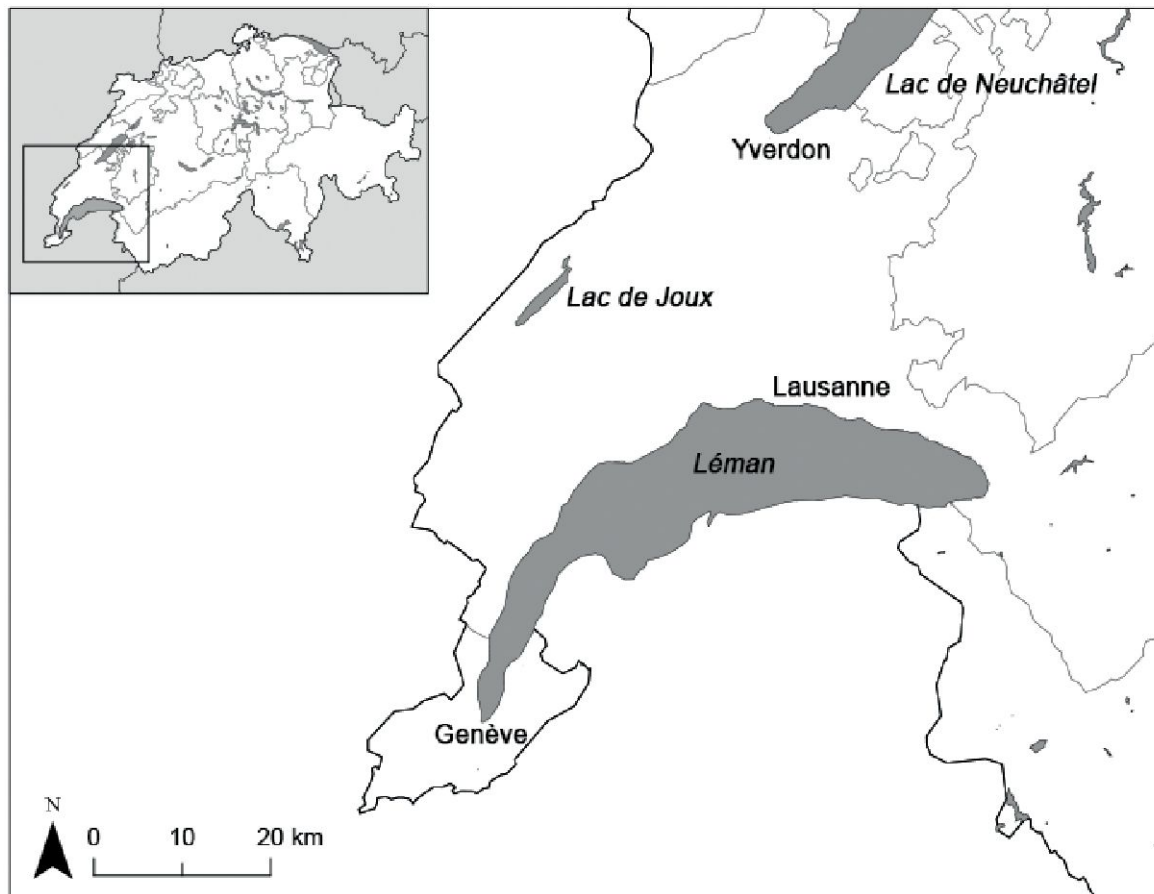 Lac de Neuchâtel
Yverdon
Lac de Joux
Lausanne
Léman
Genève
N
0 10 20 km